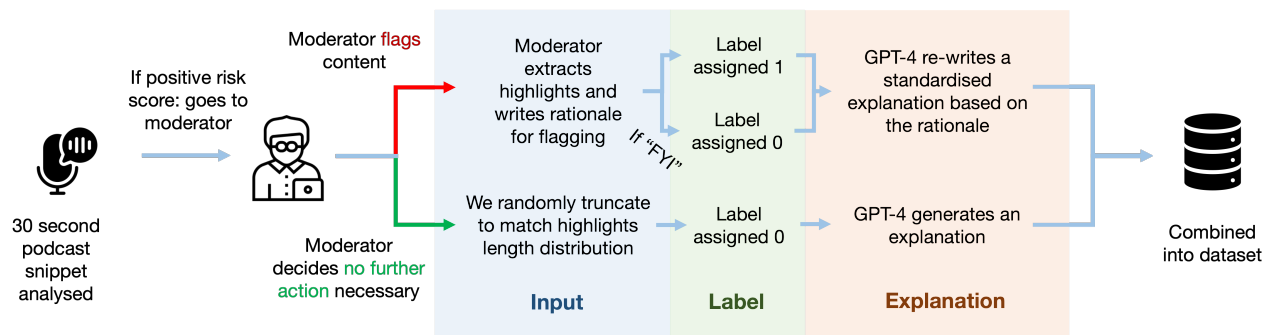 30 second
podcast
snippet
analysed
If positive risk
score: goes to
moderator
Moderator flags
content
Moderator
decides no further
action necessary
Moderator
extracts
highlights and
writes rationale
for flagging
If “FYI”
We randomly truncate
to match highlights
length distribution
Input
Label
assigned 1
Label
assigned 0
Label
assigned 0
Label
GPT-4 re-writes a
standardised
explanation based on
the rationale
GPT-4 generates an
explanation
Explanation
Combined
into dataset